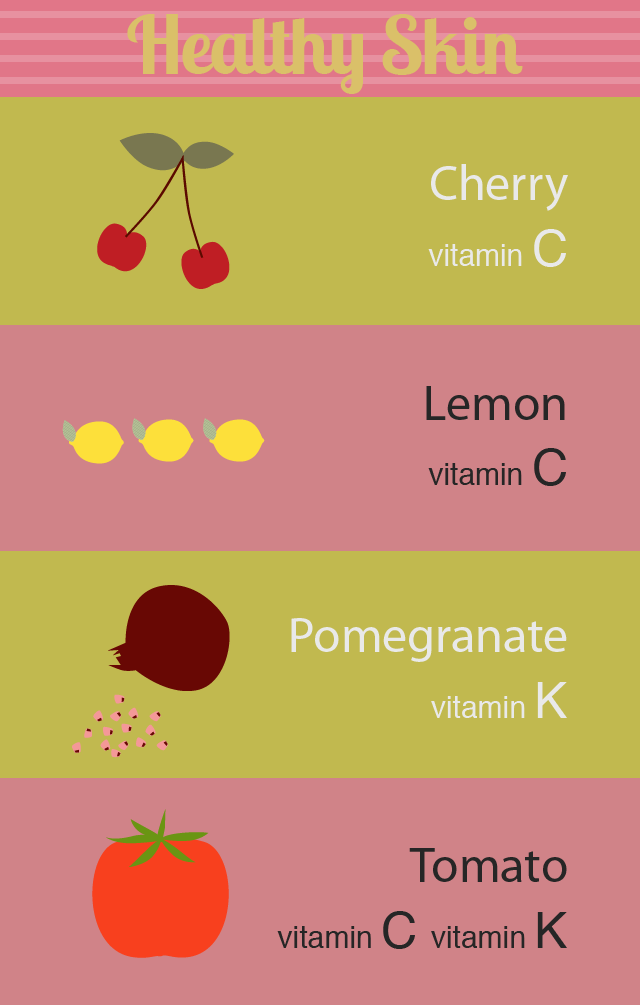 Healthy Skin
Cherry
vitamin C
Lemon
vitamin C
Pomegranate
vitamin K
Tomato
vitamin C vitamin K